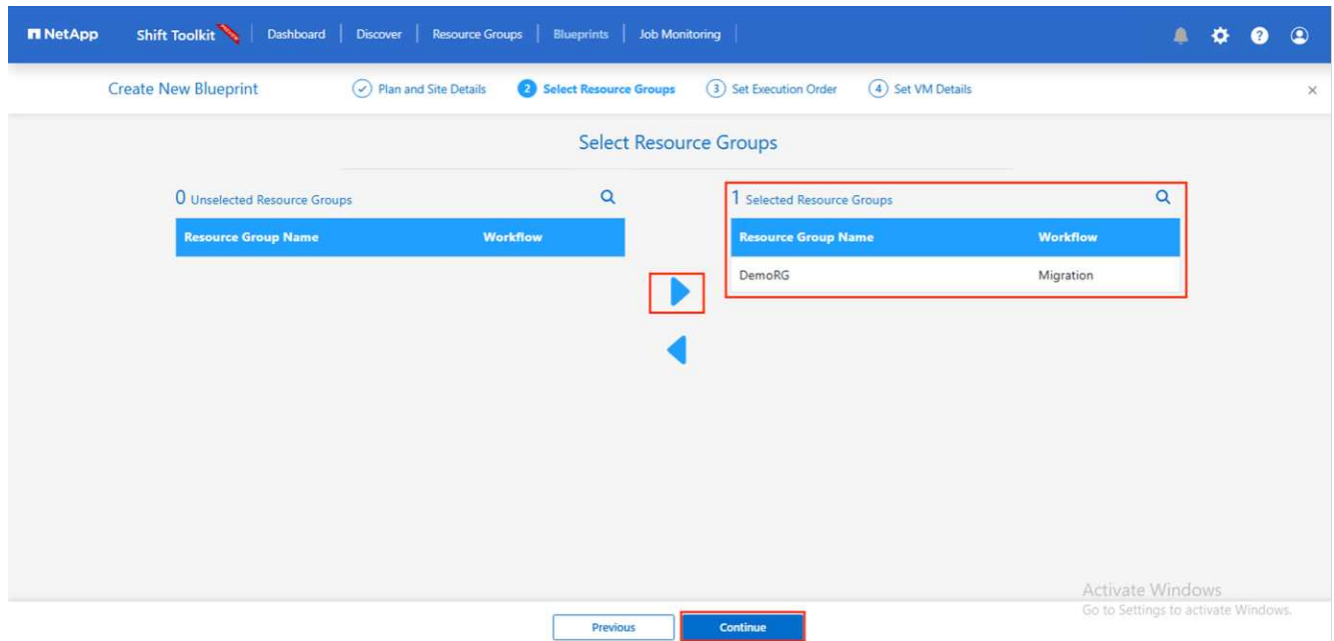 NetApp Shift Toolkit Dashboard Discover Resource Groups Blueprints Job Monitoring
Create New Blueprint Plan and Site Details 2 Select Resource Groups 3 Set Execution Order 4 Set VM Details
Select Resource Groups
0 Unselected Resource Groups
Resource Group Name Workflow
1 Selected Resource Groups
Resource Group Name Workflow
DemoRG Migration
Activate Windows
Go to Settings to activate Windows.
Previous Continue